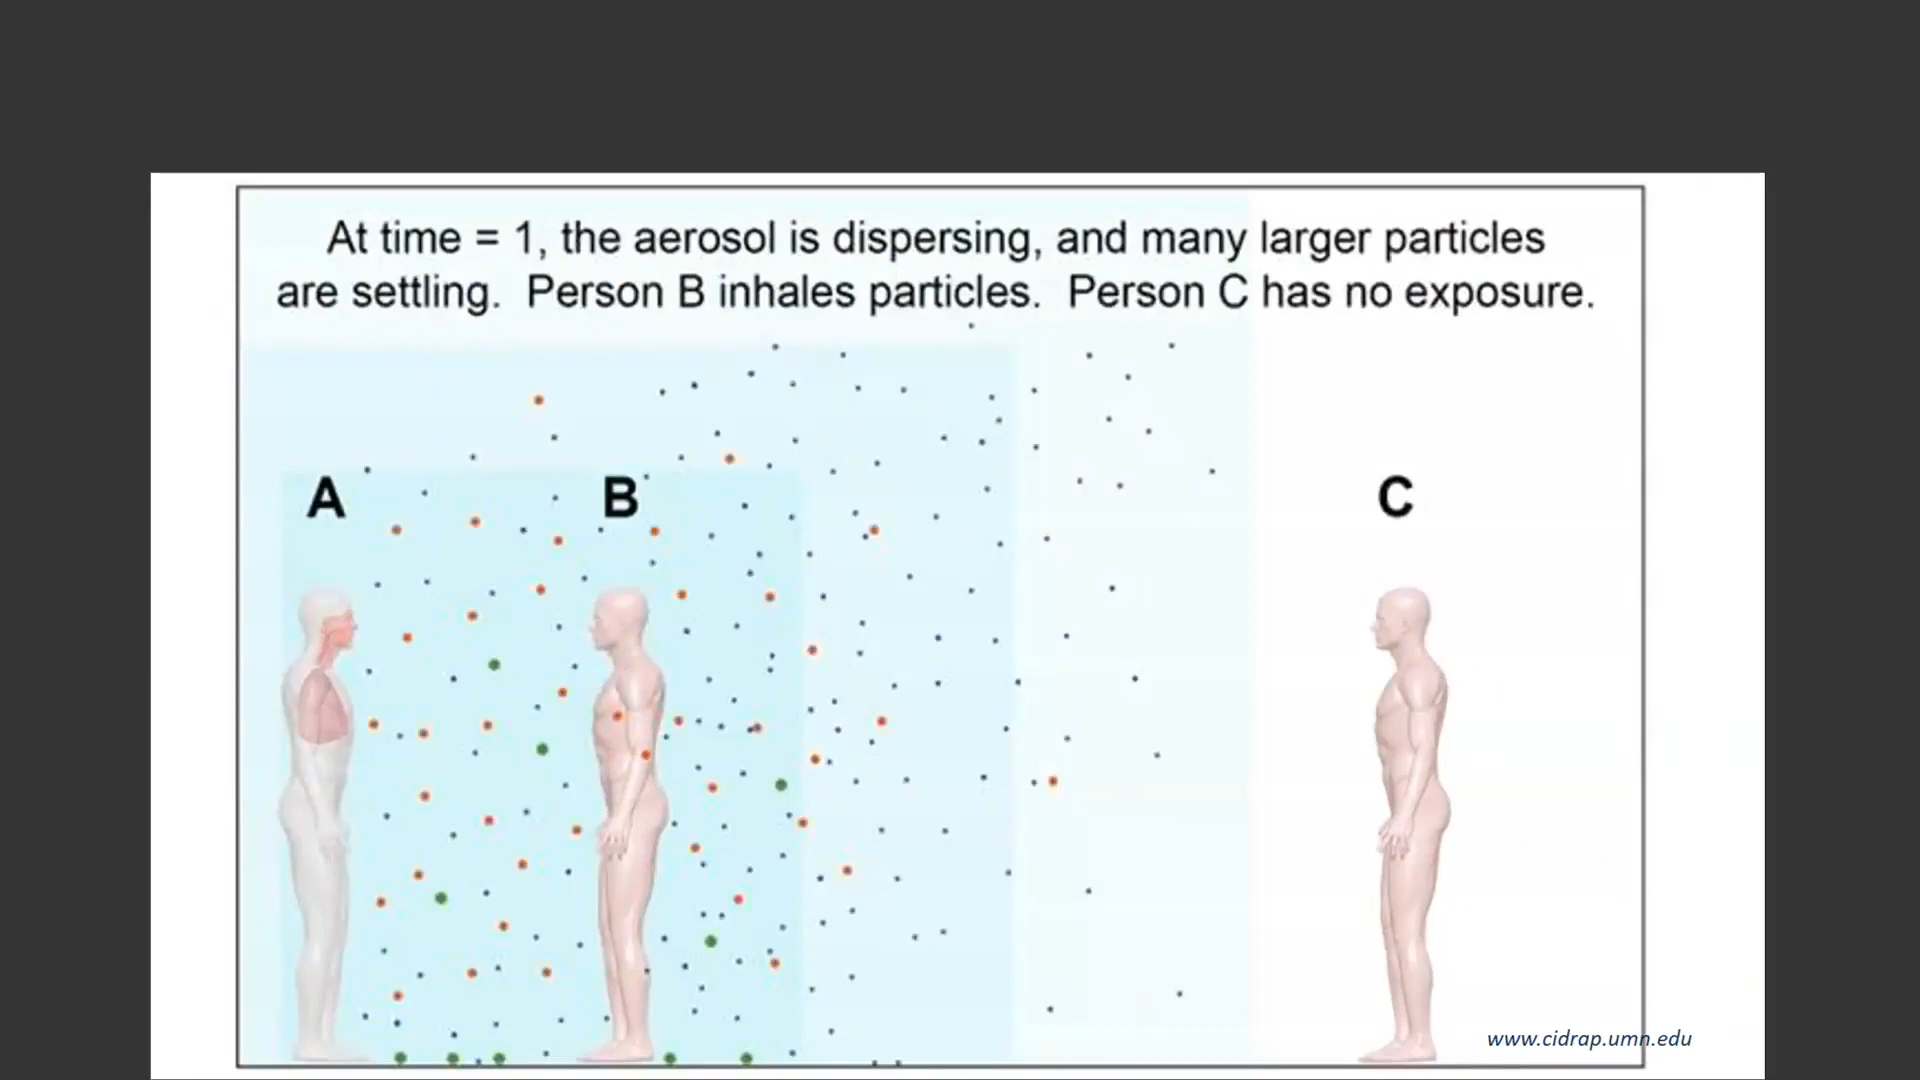 At time = 1, the aerosol is dispersing, and many larger particles
are settling.  Person B inhales particles.  Person C has no exposure.
A
B
C
www.cidrap.umn.edu